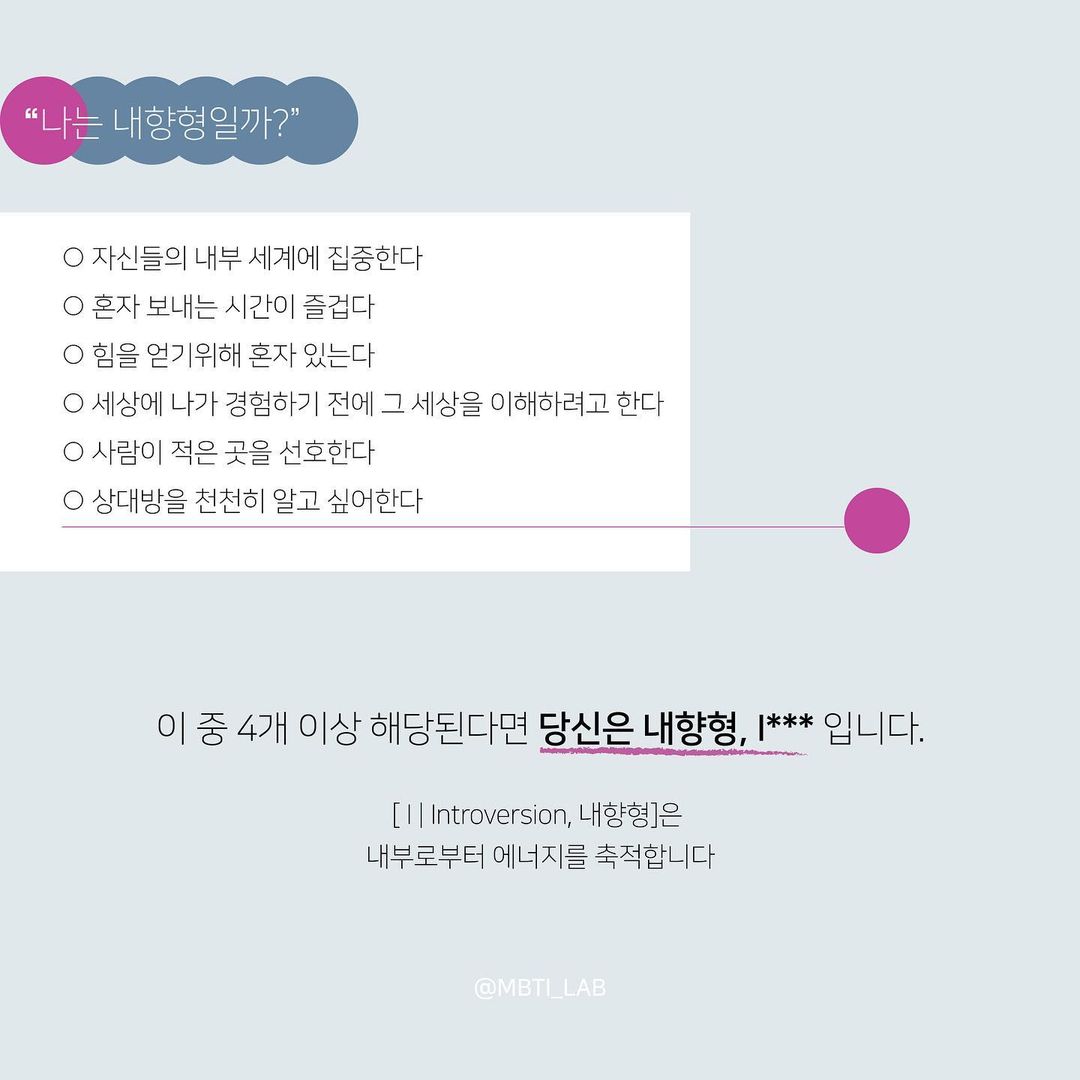 “나는 내향형일까?”
○ 자신들의 내부 세계에 집중한다
○ 혼자 보내는 시간이 즐겁다
○ 힘을 얻기위해 혼자 있는다
○ 세상에 나가 경험하기 전에 그 세상을 이해하려고 한다
○ 사람이 적은 곳을 선호한다
○ 상대방을 천천히 알고 싶어한다
이 중 4개 이상 해당된다면 당신은 내향형, I*** 입니다.
[ I | Introversion, 내향형]은
내부로부터 에너지를 축적합니다
@MBTI_LAB